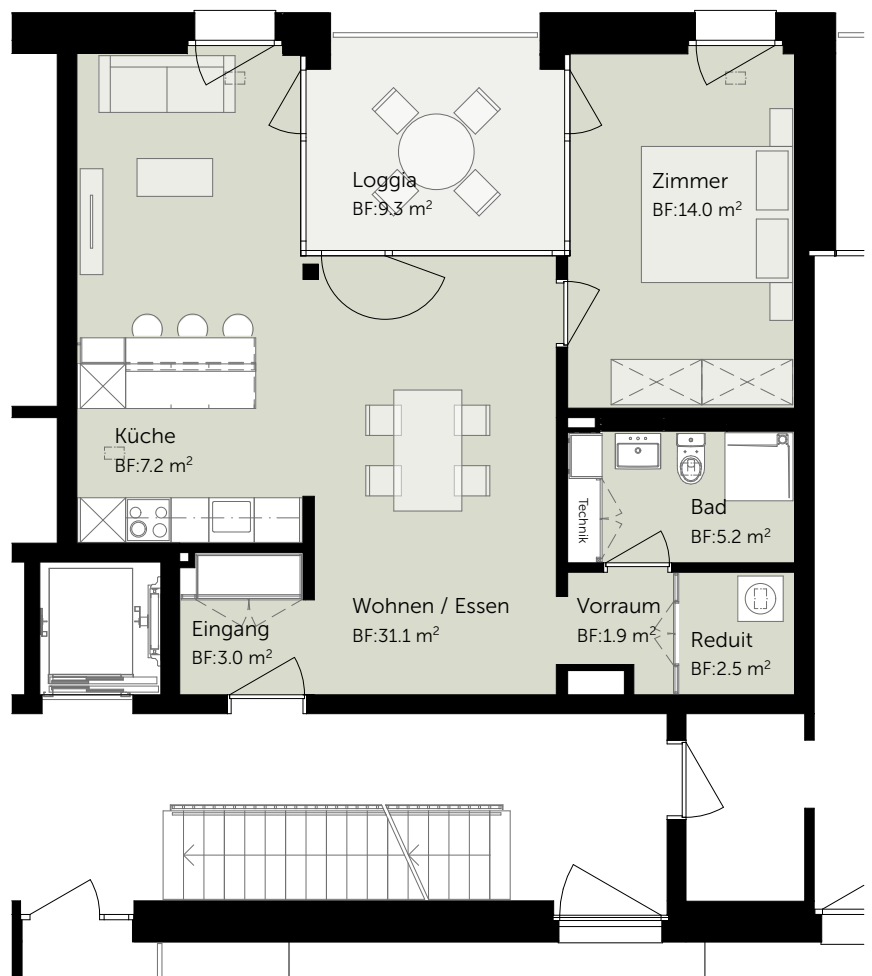 Loggia
BF:9.3 m²
Zimmer
BF:14.0 m²
Küche
BF:7.2 m²
Technik
Bad
BF:5.2 m²
Wohnen / Essen
BF:31.1 m²
Vorraum
BF:1.9 m²
Eingang
BF:3.0 m²
Reduit
BF:2.5 m²